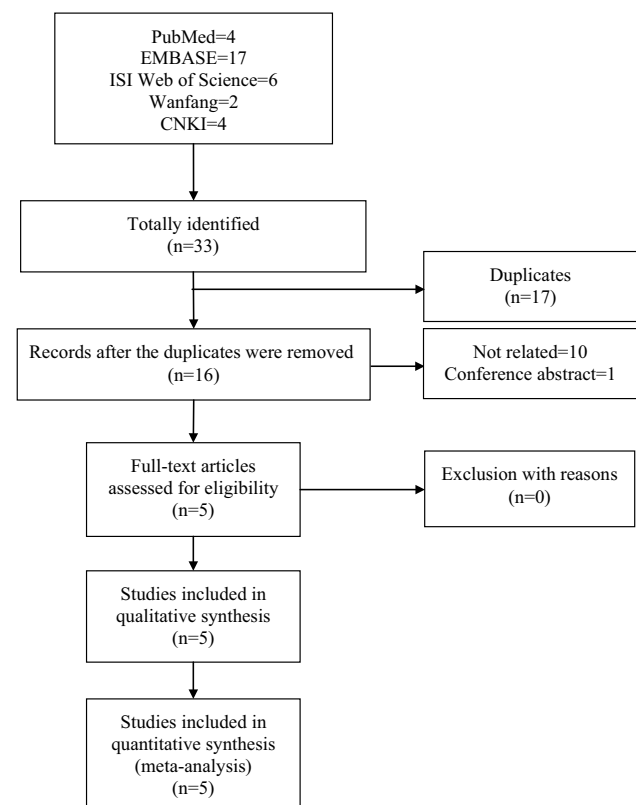 PubMed=4
EMBASE=17
ISI Web of Science=6
Wanfang=2
CNKI=4
Totally identified
(n=33)
Duplicates
(n=17)
Records after the duplicates were removed
(n=16)
Not related=10
Conference abstract=1
Full-text articles
assessed for eligibility
(n=5)
Exclusion with reasons
(n=0)
Studies included in
qualitative synthesis
(n=5)
Studies included in
quantitative synthesis
(meta-analysis)
(n=5)